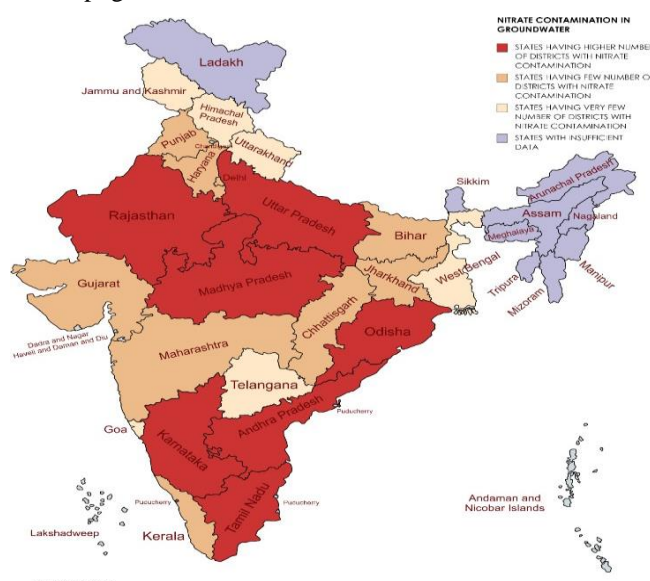 NITRATE CONTAMINATION IN
GROUNDWATER
STATES HAVING HIGHER NUMBE
OF DISTRICTS WITH NITRATE
CONTAMINATION
STATES HAVING FEW NUMBER O
DISTRICTS WITH NITRATE
CONTAMINATION
STATES HAVING VERY FEW
NUMBER OF DISTRICTS WITH
NITRATE CONTAMINATION
STATES WITH INSUFFICIENT
DATA
Ladakh
Jammu and Kashmir
Himachal
Pradesh
Punjab
Uttarakhand
Haryana
Delhi
Sikkim
Arunachal Pradesh
Rajasthan
Uttar Pradesh
Assam
Nagaland
Bihar
Meghalaya
Manipur
Gujarat
Madhya Pradesh
Jharkhand
West Bengal
Tripura
Mizoram
Chhattisgarh
Dadra and Nagar
Haveli and Daman and Diu
Odisha
Maharashtra
Telangana
Andhra Pradesh
Puducherry
Goa
Karnataka
Puducherry
Puducherry
Tamil Nadu
Andaman and
Nicobar Islands
Lakshadweep
Kerala